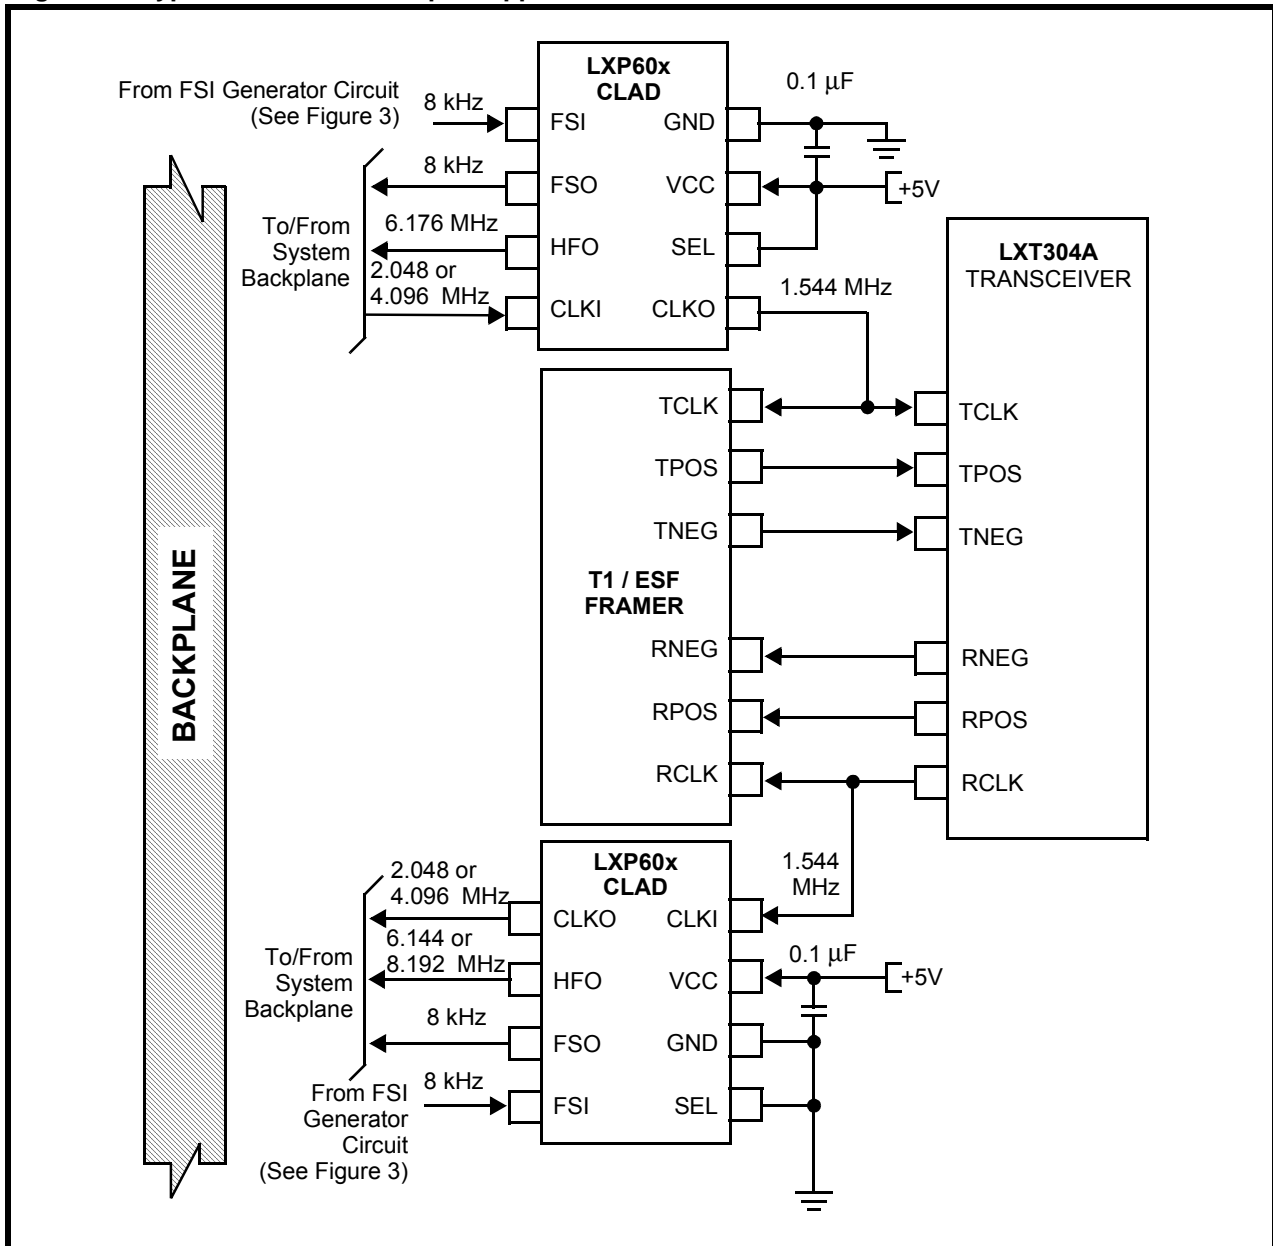 LXP60x
CLAD
0.1 μF
From FSI Generator Circuit
(See Figure 3)
8 kHz
FSI
GND
8 kHz
FSO
VCC
+5V
To/From
System
Backplane
6.176 MHz
HFO
SEL
2.048 or
4.096 MHz
CLKI
CLKO
1.544 MHz
LXT304A
TRANSCEIVER
TCLK
TCLK
TPOS
TPOS
TNEG
TNEG
T1 / ESF
FRAMER
BACKPLANE
RNEG
RNEG
RPOS
RPOS
RCLK
RCLK
LXP60x
CLAD
1.544
MHz
2.048 or
4.096 MHz
CLKO
CLKI
To/From
System
Backplane
6.144 or
8.192 MHz
HFO
VCC
0.1 μF
+5V
8 kHz
FSO
GND
From FSI
Generator
Circuit
(See Figure 3)
8 kHz
FSI
SEL